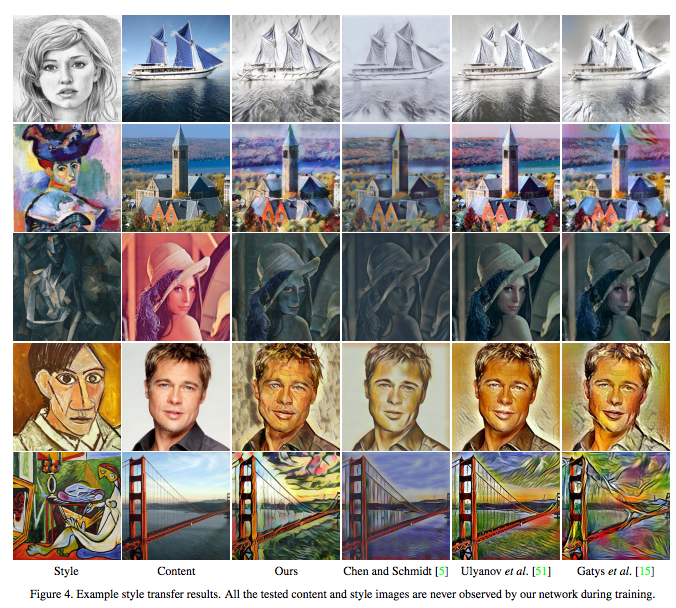 Style Content Ours Chen and Schmidt [5] Ulyanov et al. [51] Gatys et al. [15]
Figure 4. Example style transfer results. All the tested content and style images are never observed by our network during training.